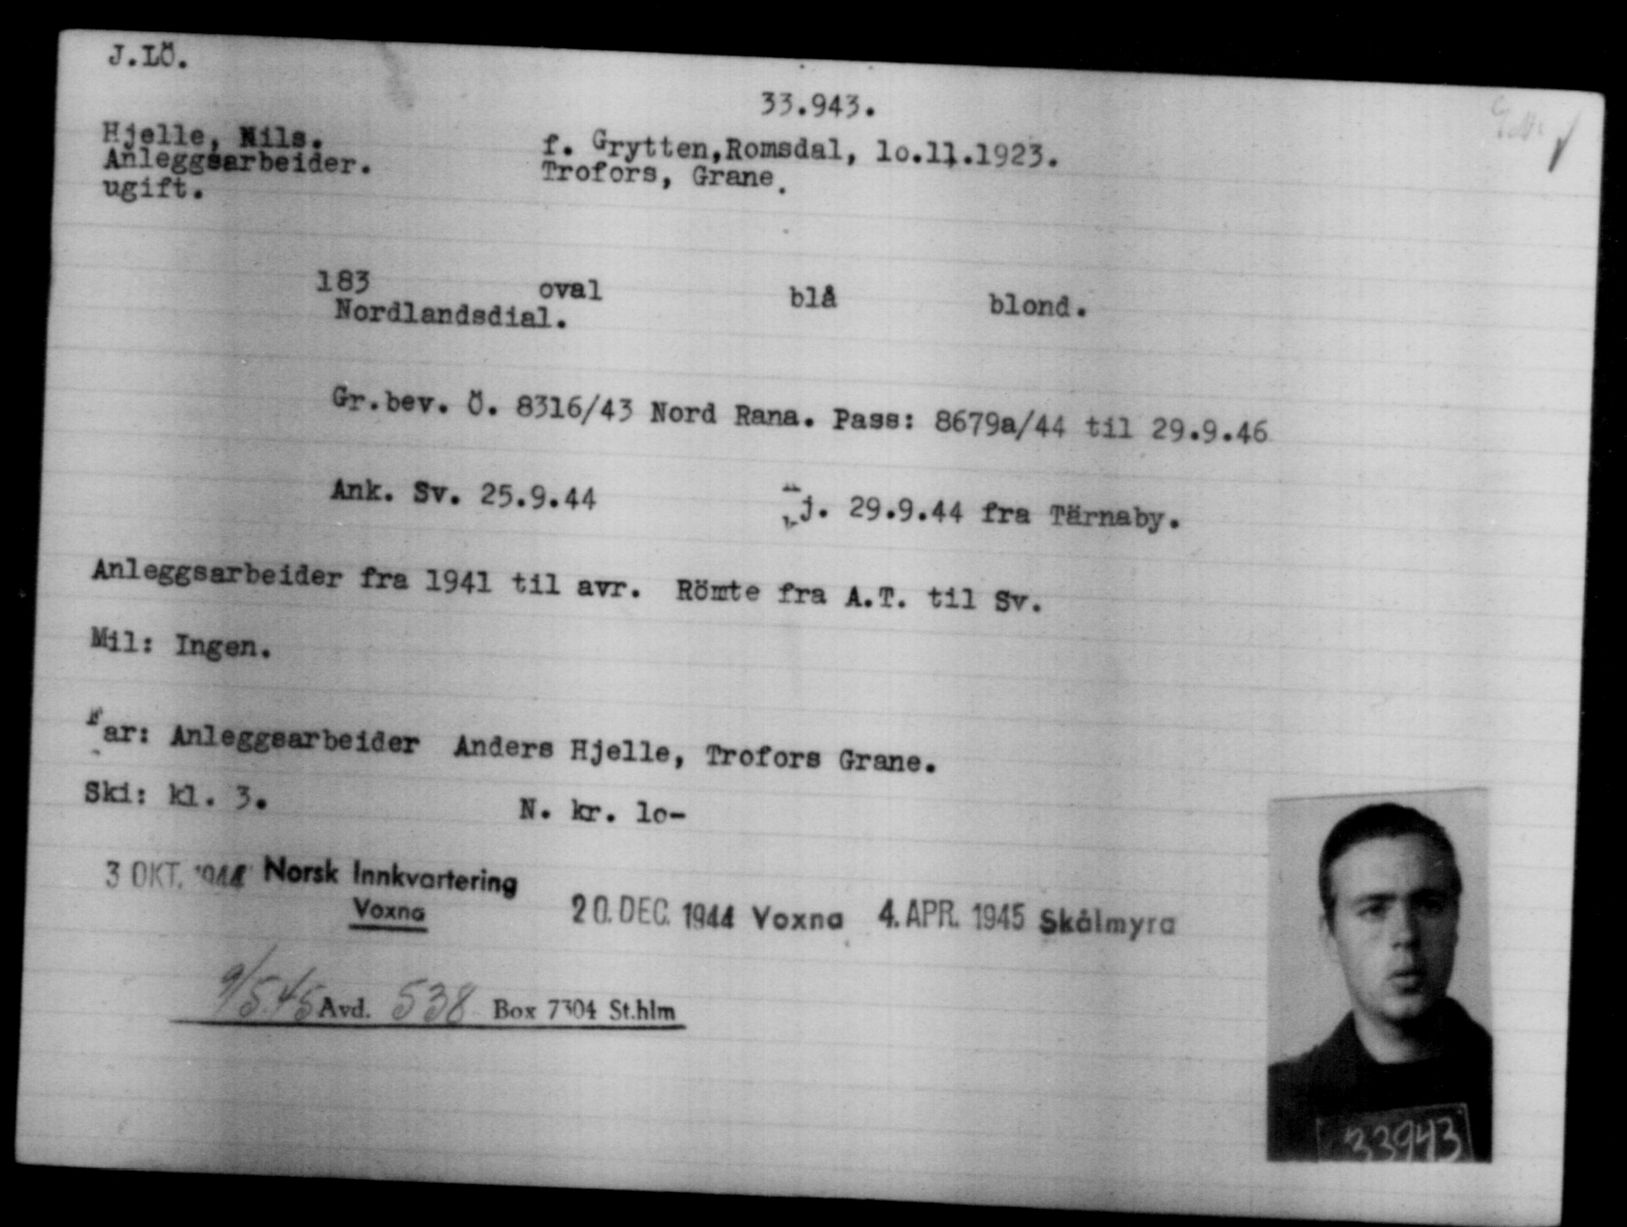 J.LÖ.
33.943.
Hjelle, Nils. f. Grytten,Romsdal, lo.11.1923.
Anleggsarbeider. Trofors, Grane.
ugift.
183 oval blå blond.
Nordlandsdial.
Gr.bev. Ö. 8316/43 Nord Rana. Pass: 8679a/44 til 29.9.46
Ank. Sv. 25.9.44 kj. 29.9.44 fra Tärnaby.
Anleggsarbeider fra 1941 til avr. Römte fra A.T. til Sv.
Mil: Ingen.
Far: Anleggsarbeider Anders Hjelle, Trofors Grane.
Ski: kl. 3. N. kr. lo-
3 OKT. 1944 Norsk Innkvartering
Voxna 20. DEC. 1944 Voxna 4. APR. 1945 Skålmyra
9/5.45 Avd. 538 Box 7304 St.hlm
33943